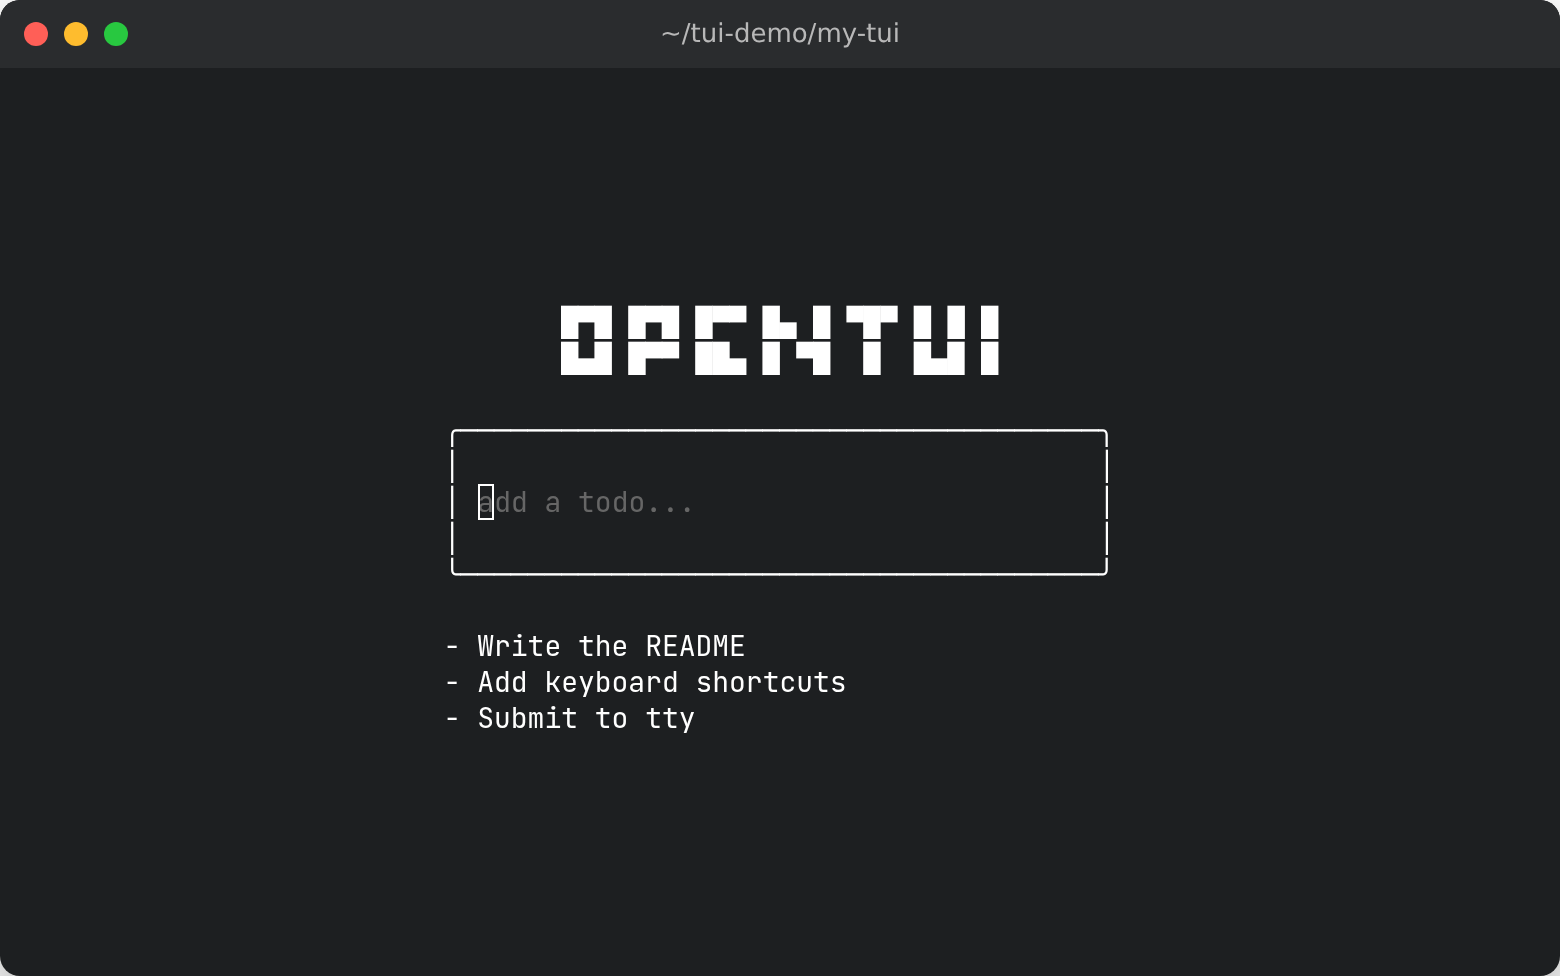 ~/tui-demo/my-tui
OPENTUI
add a todo...
- Write the README
- Add keyboard shortcuts
- Submit to tty